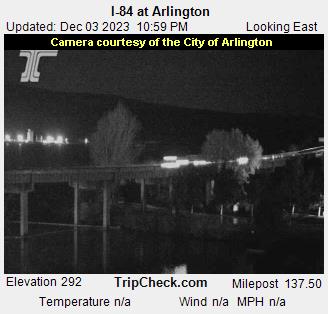 I-84 at Arlington
Updated: Dec 03 2023 10:59 PM Looking East
Camera courtesy of the City of Arlington
Elevation 292 TripCheck.com Milepost 137.50
Temperature n/a Wind n/a MPH n/a